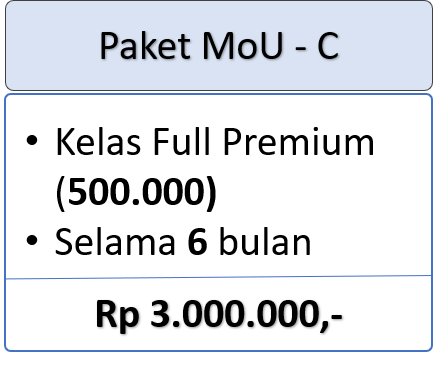 Paket MoU - C
• Kelas Full Premium
(500.000)
• Selama 6 bulan
Rp 3.000.000,-